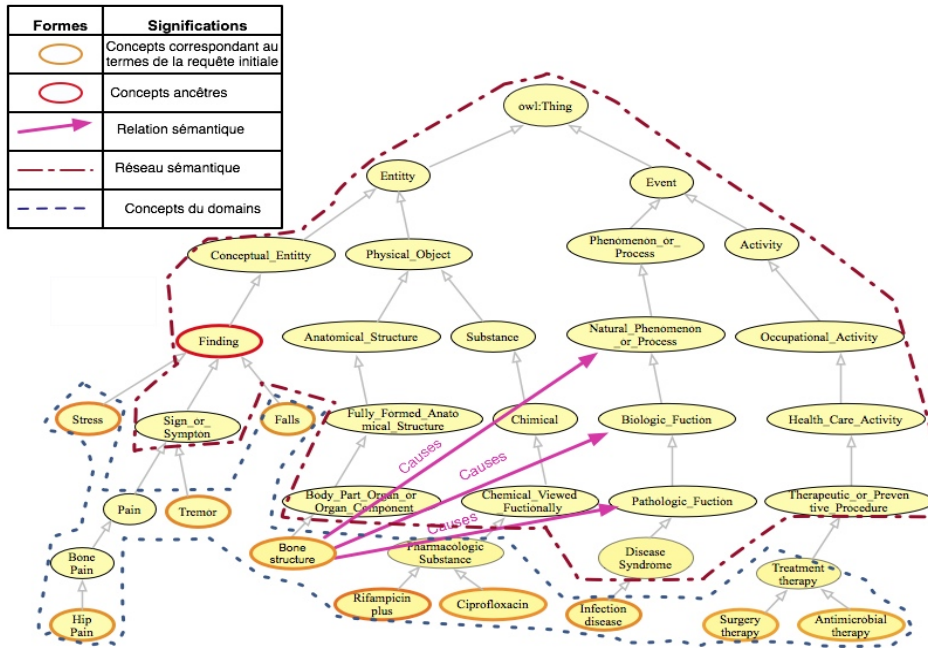 Formes
Significations
Concepts correspondant au
termes de la requête initiale
Concepts ancêtres
Relation sémantique
Réseau sémantique
Concepts du domains
owl:Thing
Entitty
Event
Conceptual_Entitty
Physical_Object
Phenomenon_or_
Process
Activity
Finding
Anatomical_Structure
Substance
Natural_Phenomenon
_or_Process
Occupational_Activity
Stress
Sign_or_
Sympton
Falls
Fully_Formed_Anato
mical_Structure
Chimical
Biologic_Fuction
Health_Care_Activity
Causes
Causes
Causes
Pain
Tremor
Body_Part_Organ_or
Organ_Component
Chemical_Viewed
_Fuctionally
Pathologic_Fuction
Therapeutic_or_Preven
tive_Procedure
Bone
Pain
Bone
structure
Pharmacologic
Substance
Disease
Syndrome
Treatment
therapy
Hip
Pain
Rifampicin
plus
Ciprofloxacin
Infection
disease
Surgery
therapy
Antimicrobial
therapy